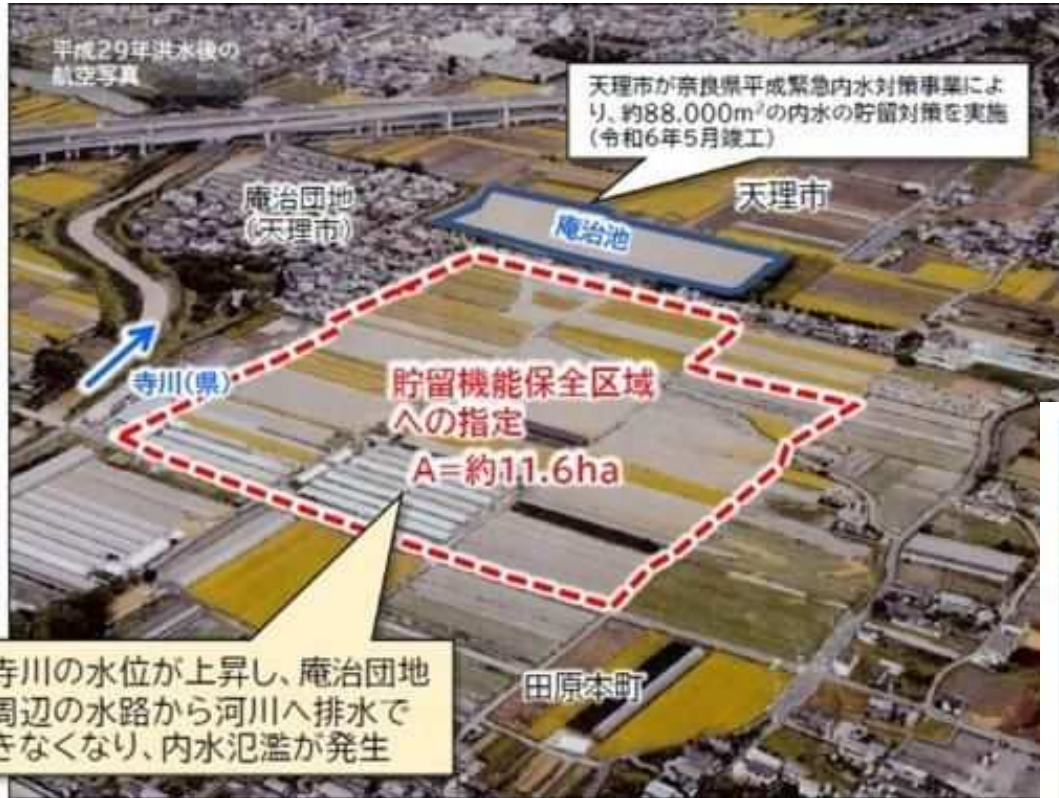 平成29年洪水後の
航空写真
天理市が奈良県平成緊急内水対策事業によ
り、約88.000m²の内水の貯留対策を実施
(令和6年5月竣工)
庵治団地
(天理市)
天理市
庵治池
寺川(県)
貯留機能保全区域
への指定
A=約11.6ha
寺川の水位が上昇し、庵治団地
周辺の水路から河川へ排水で
きなくなり、内水氾濫が発生
田原本町